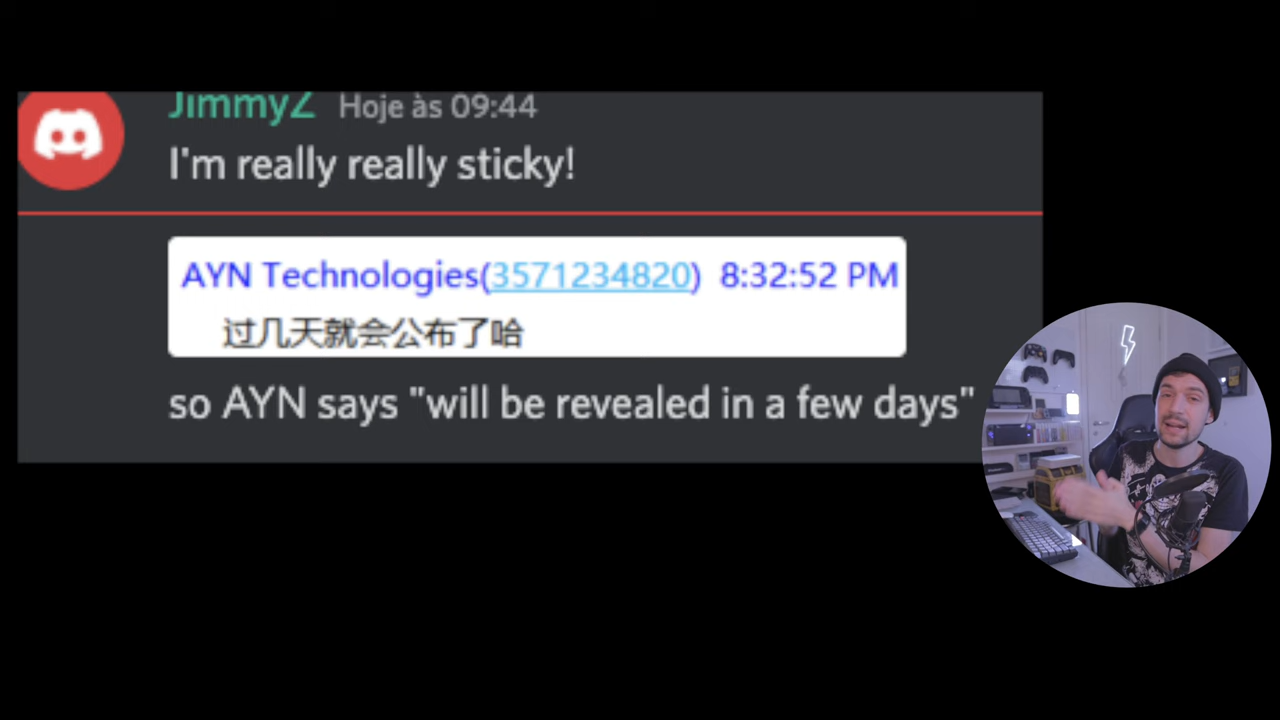 JimmyZ Hoje às 09:44
I'm really really sticky!
AYN Technologies(3571234820) 8:32:52 PM
过几天就会公布了哈
so AYN says "will be revealed in a few days"